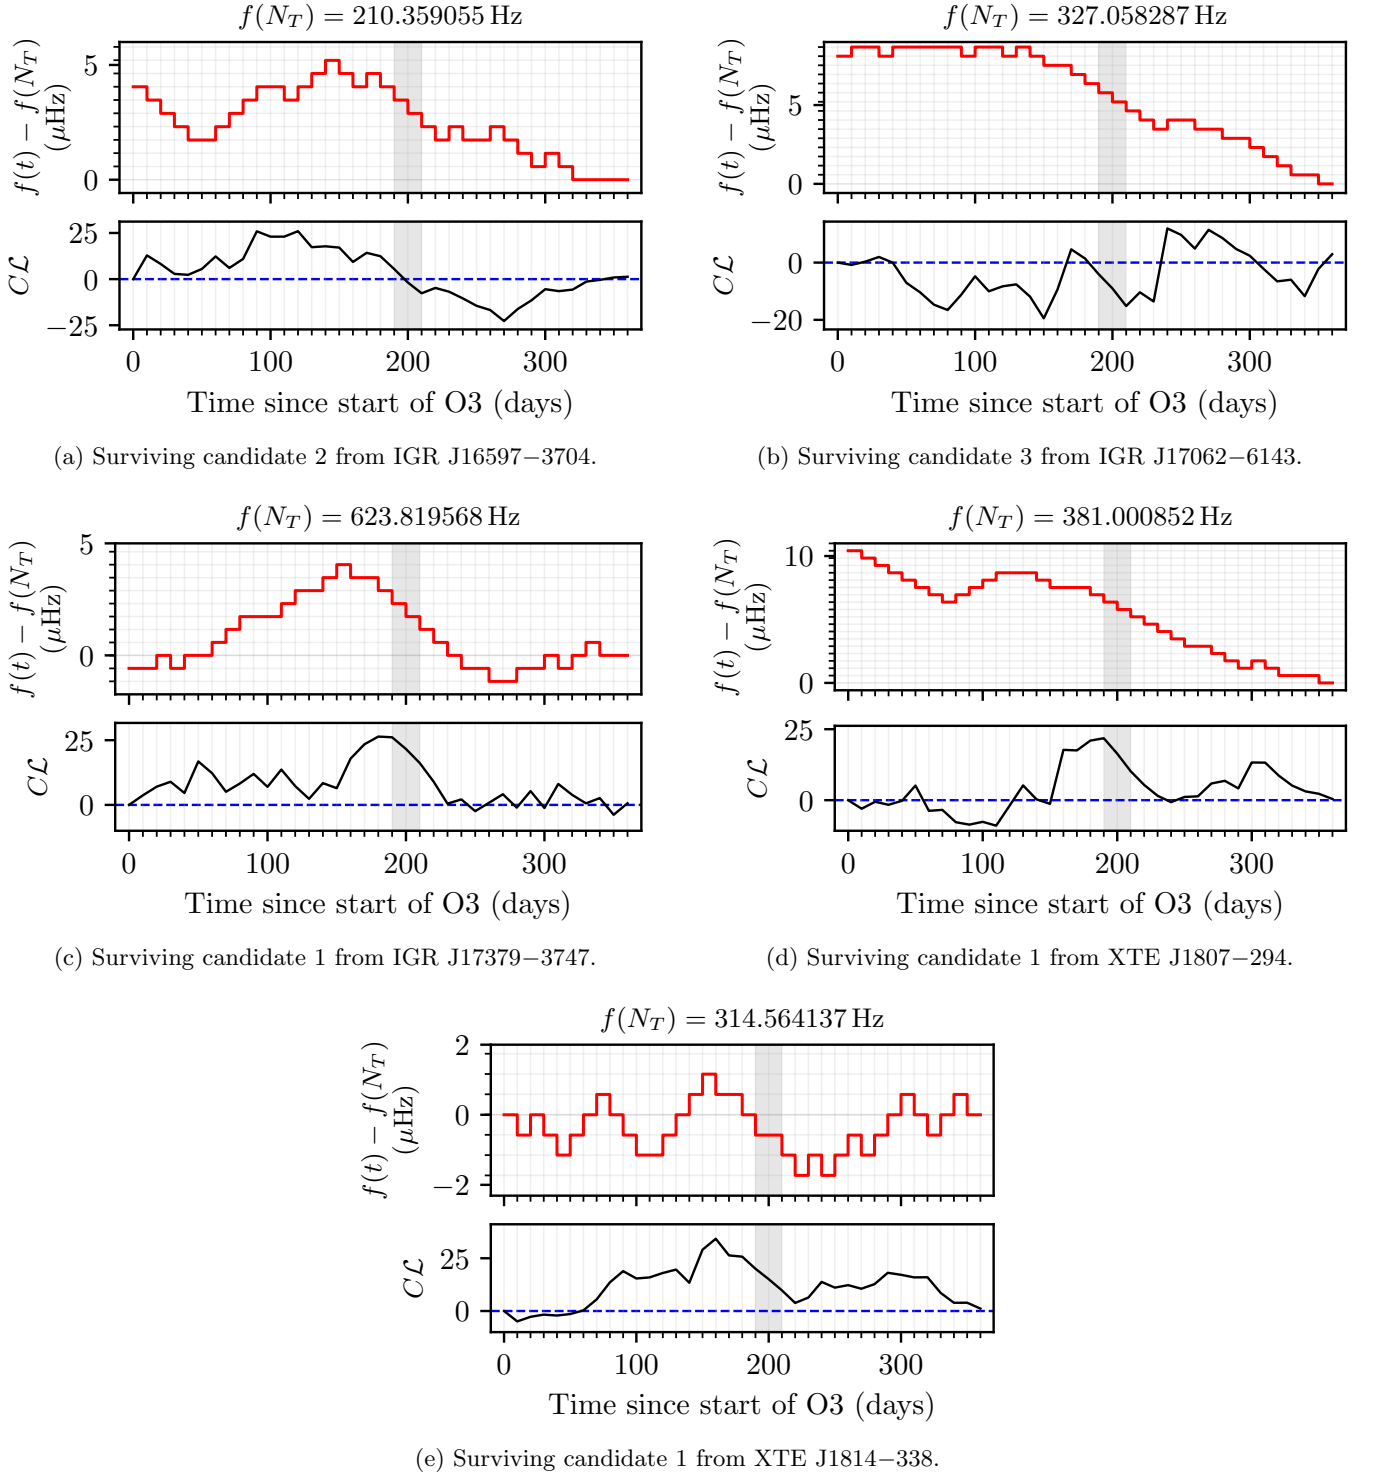 f(N_T) = 210.359055 Hz
f(t) − f(N_T)
(μHz)
5
0
CL
25
0
−25
0 100 200 300
Time since start of O3 (days)
(a) Surviving candidate 2 from IGR J16597−3704.
f(N_T) = 327.058287 Hz
f(t) − f(N_T)
(μHz)
5
0
CL
0
−20
0 100 200 300
Time since start of O3 (days)
(b) Surviving candidate 3 from IGR J17062−6143.
f(N_T) = 623.819568 Hz
f(t) − f(N_T)
(μHz)
5
0
CL
25
0
0 100 200 300
Time since start of O3 (days)
(c) Surviving candidate 1 from IGR J17379−3747.
f(N_T) = 381.000852 Hz
f(t) − f(N_T)
(μHz)
10
0
CL
25
0
0 100 200 300
Time since start of O3 (days)
(d) Surviving candidate 1 from XTE J1807−294.
f(N_T) = 314.564137 Hz
f(t) − f(N_T)
(μHz)
2
0
−2
CL
25
0
0 100 200 300
Time since start of O3 (days)
(e) Surviving candidate 1 from XTE J1814−338.